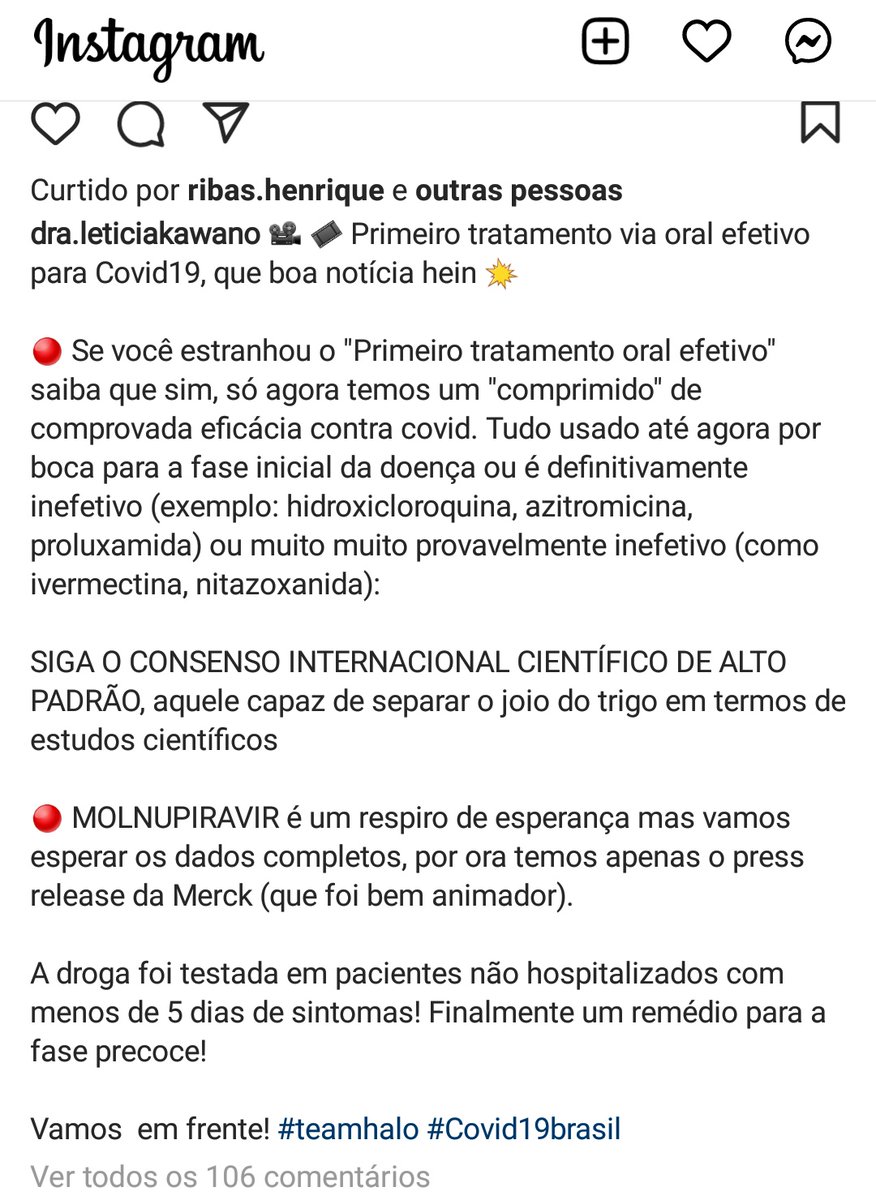 Instagram
Curtido por ribas.henrique e outras pessoas
dra.leticiakawano 🎥 🎞️ Primeiro tratamento via oral efetivo
para Covid19, que boa notícia hein 💥
🔴 Se você estranhou o "Primeiro tratamento oral efetivo"
saiba que sim, só agora temos um "comprimido" de
comprovada eficácia contra covid. Tudo usado até agora por
boca para a fase inicial da doença ou é definitivamente
inefetivo (exemplo: hidroxicloroquina, azitromicina,
proluxamida) ou muito muito provavelmente inefetivo (como
ivermectina, nitazoxanida):
SIGA O CONSENSO INTERNACIONAL CIENTÍFICO DE ALTO
PADRÃO, aquele capaz de separar o joio do trigo em termos de
estudos científicos
🔴 MOLNUPIRAVIR é um respiro de esperança mas vamos
esperar os dados completos, por ora temos apenas o press
release da Merck (que foi bem animador).
A droga foi testada em pacientes não hospitalizados com
menos de 5 dias de sintomas! Finalmente um remédio para a
fase precoce!
Vamos  em frente! #teamhalo #Covid19brasil
Ver todos os 106 comentários